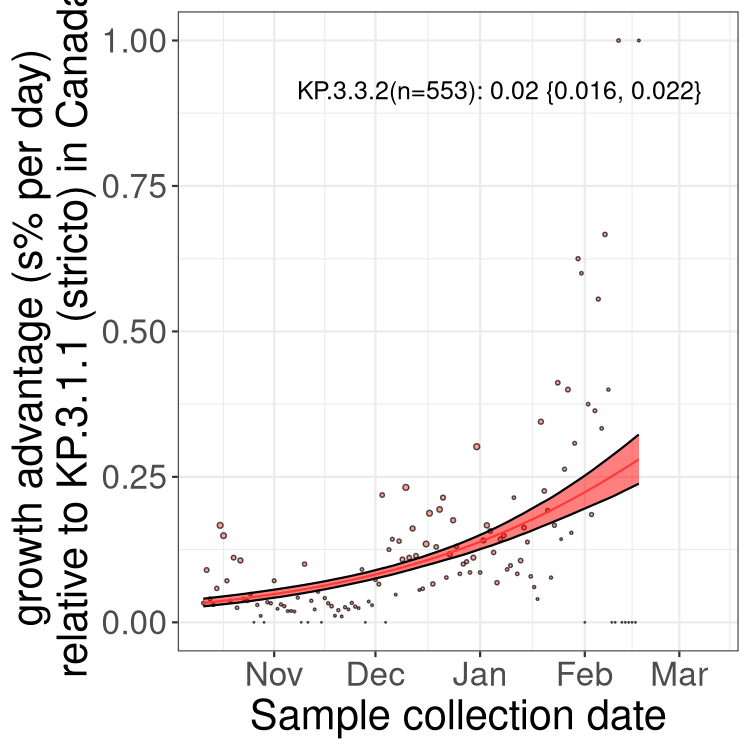 growth advantage (s% per day)
relative to KP.3.1.1 (stricto) in Canada
1.00
0.75
0.50
0.25
0.00
KP.3.3.2(n=553): 0.02 {0.016, 0.022}
Nov Dec Jan Feb Mar
Sample collection date